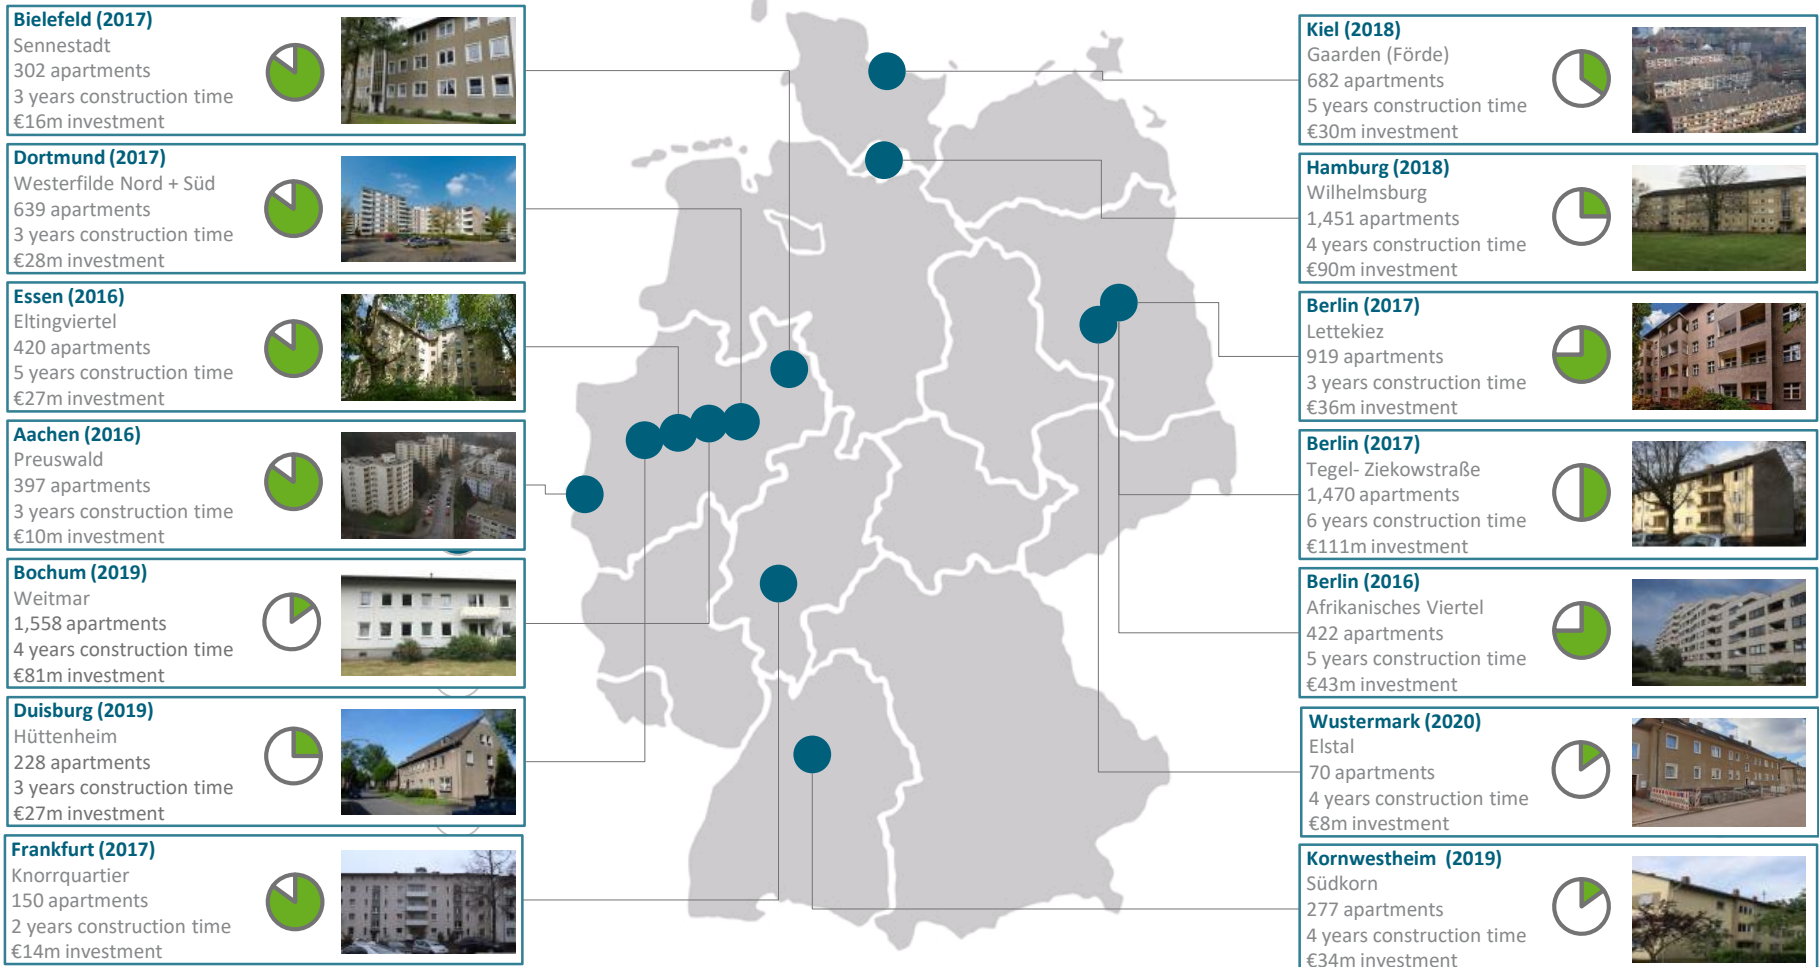 Bielefeld (2017)
Sennestadt
302 apartments
3 years construction time
€16m investment
Dortmund (2017)
Westerfilde Nord + Süd
639 apartments
3 years construction time
€28m investment
Essen (2016)
Eltingviertel
420 apartments
5 years construction time
€27m investment
Aachen (2016)
Preuswald
397 apartments
3 years construction time
€10m investment
Bochum (2019)
Weitmar
1,558 apartments
4 years construction time
€81m investment
Duisburg (2019)
Hüttenheim
228 apartments
3 years construction time
€27m investment
Frankfurt (2017)
Knorrquartier
150 apartments
2 years construction time
€14m investment
Kiel (2018)
Gaarden (Förde)
682 apartments
5 years construction time
€30m investment
Hamburg (2018)
Wilhelmsburg
1,451 apartments
4 years construction time
€90m investment
Berlin (2017)
Lettekiez
919 apartments
3 years construction time
€36m investment
Berlin (2017)
Tegel- Ziekowstraße
1,470 apartments
6 years construction time
€111m investment
Berlin (2016)
Afrikanisches Viertel
422 apartments
5 years construction time
€43m investment
Wustermark (2020)
Elstal
70 apartments
4 years construction time
€8m investment
Kornwestheim (2019)
Südkorn
277 apartments
4 years construction time
€34m investment